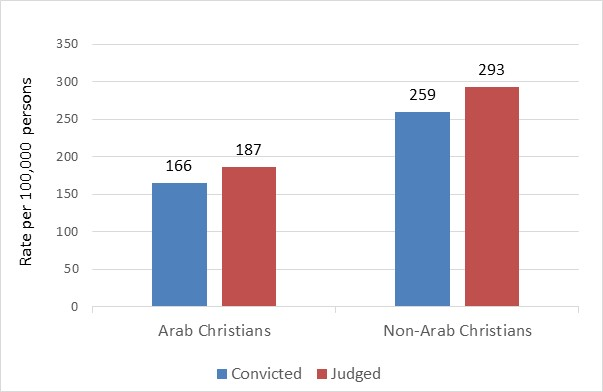 Rate per 100,000 persons
350
300
250
200
150
100
50
0
166
187
259
293
Arab Christians
Non-Arab Christians
Convicted
Judged